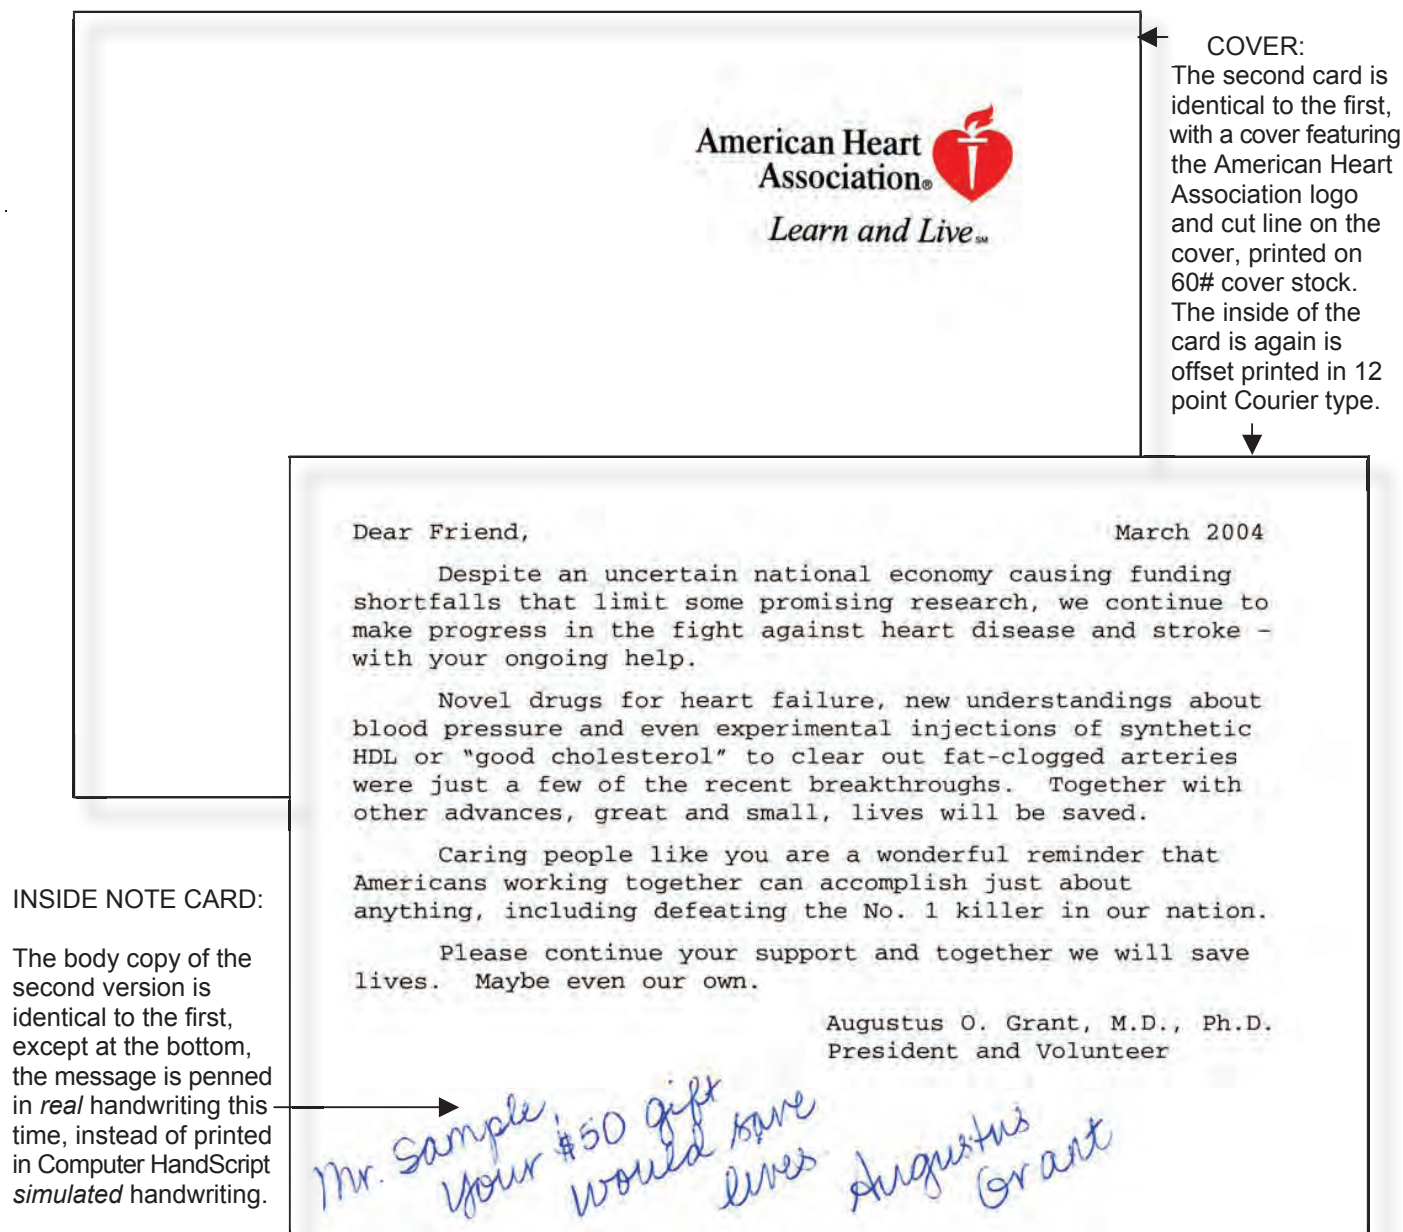 American Heart
Association®
Learn and Live SM
COVER:
The second card is
identical to the first,
with a cover featuring
the American Heart
Association logo
and cut line on the
cover, printed on
60# cover stock.
The inside of the
card is again is
offset printed in 12
point Courier type.
Dear Friend, March 2004
Despite an uncertain national economy causing funding
shortfalls that limit some promising research, we continue to
make progress in the fight against heart disease and stroke –
with your ongoing help.
Novel drugs for heart failure, new understandings about
blood pressure and even experimental injections of synthetic
HDL or "good cholesterol" to clear out fat-clogged arteries
were just a few of the recent breakthroughs. Together with
other advances, great and small, lives will be saved.
Caring people like you are a wonderful reminder that
Americans working together can accomplish just about
anything, including defeating the No. 1 killer in our nation.
Please continue your support and together we will save
lives. Maybe even our own.
Augustus O. Grant, M.D., Ph.D.
President and Volunteer
Mr. Sample,
your $50 gift
would save
lives
Augustus
Grant
INSIDE NOTE CARD:
The body copy of the
second version is
identical to the first,
except at the bottom,
the message is penned
in real handwriting this
time, instead of printed
in Computer HandScript
simulated handwriting.